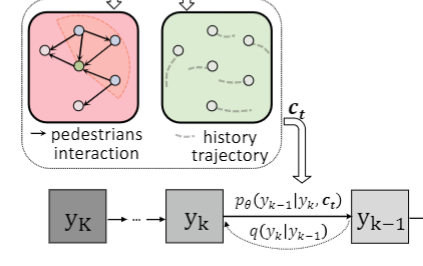 c_t
→ pedestrians
interaction
history
trajectory
y_K
...
y_k
p_θ(y_{k-1}|y_k, c_t)
q(y_k|y_{k-1})
y_{k-1}